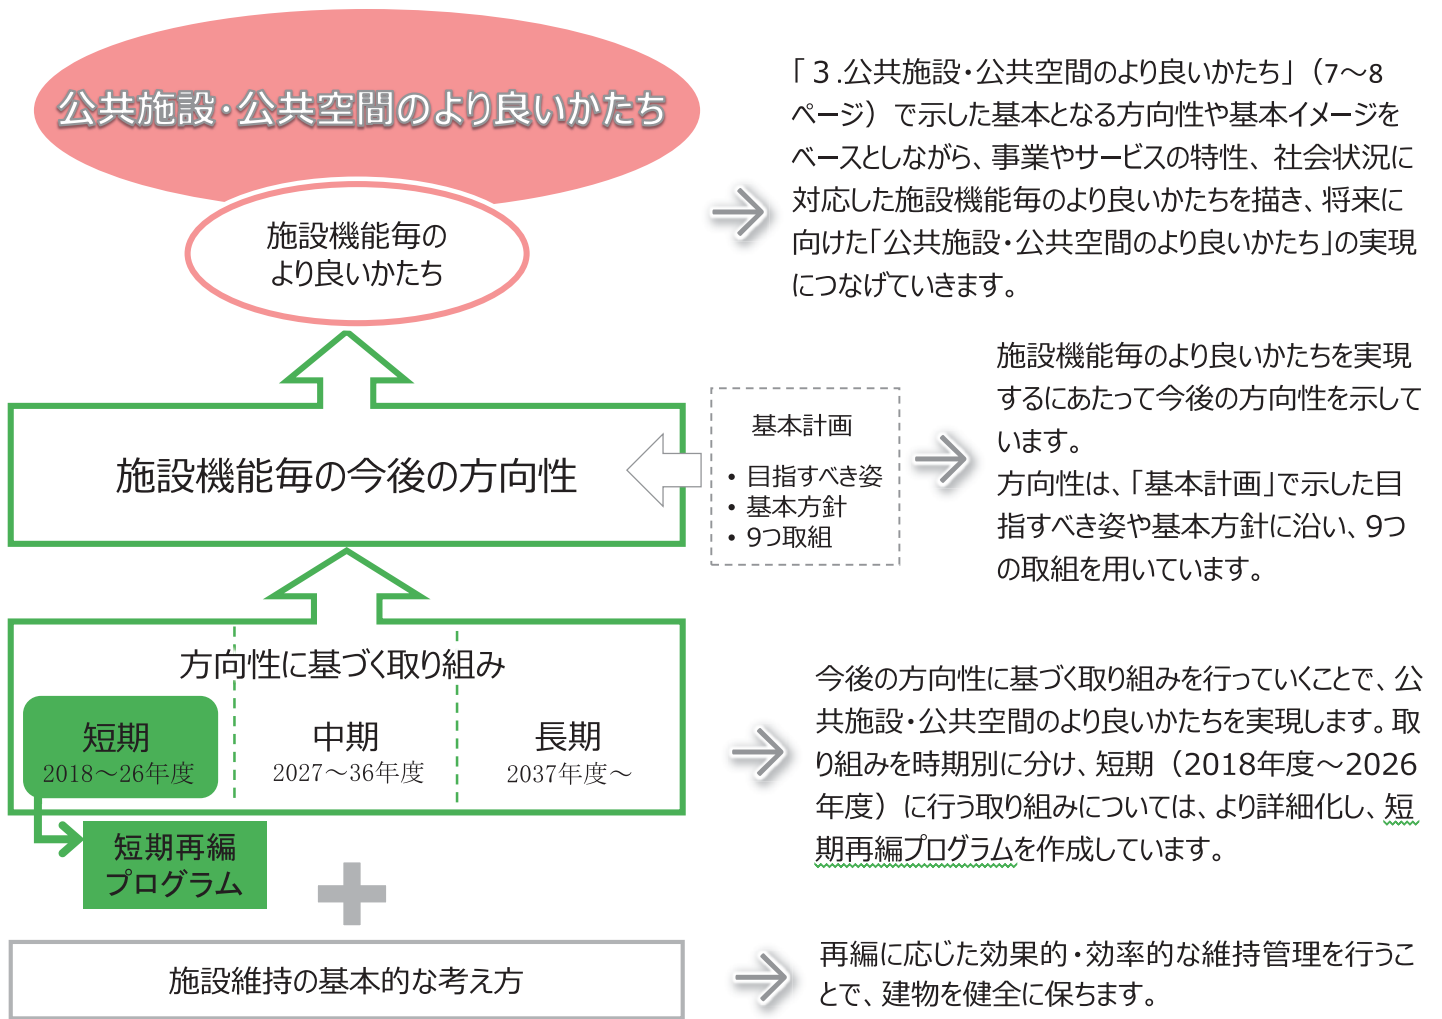 公共施設・公共空間のより良いかたち
施設機能毎の
より良いかたち
「３.公共施設・公共空間のより良いかたち」（7～8
ページ）で示した基本となる方向性や基本イメージを
ベースとしながら、事業やサービスの特性、社会状況に
対応した施設機能毎のより良いかたちを描き、将来に
向けた「公共施設・公共空間のより良いかたち」の実現
につなげていきます。
施設機能毎の今後の方向性
基本計画
• 目指すべき姿
• 基本方針
• 9つ取組
施設機能毎のより良いかたちを実現
するにあたって今後の方向性を示して
います。
方向性は、「基本計画」で示した目
指すべき姿や基本方針に沿い、9つ
の取組を用いています。
方向性に基づく取り組み
短期
2018～26年度
中期
2027～36年度
長期
2037年度～
短期再編
プログラム
今後の方向性に基づく取り組みを行っていくことで、公
共施設・公共空間のより良いかたちを実現します。取
り組みを時期別に分け、短期（2018年度～2026
年度）に行う取り組みについては、より詳細化し、短
期再編プログラムを作成しています。
施設維持の基本的な考え方
再編に応じた効果的・効率的な維持管理を行うこ
とで、建物を健全に保ちます。